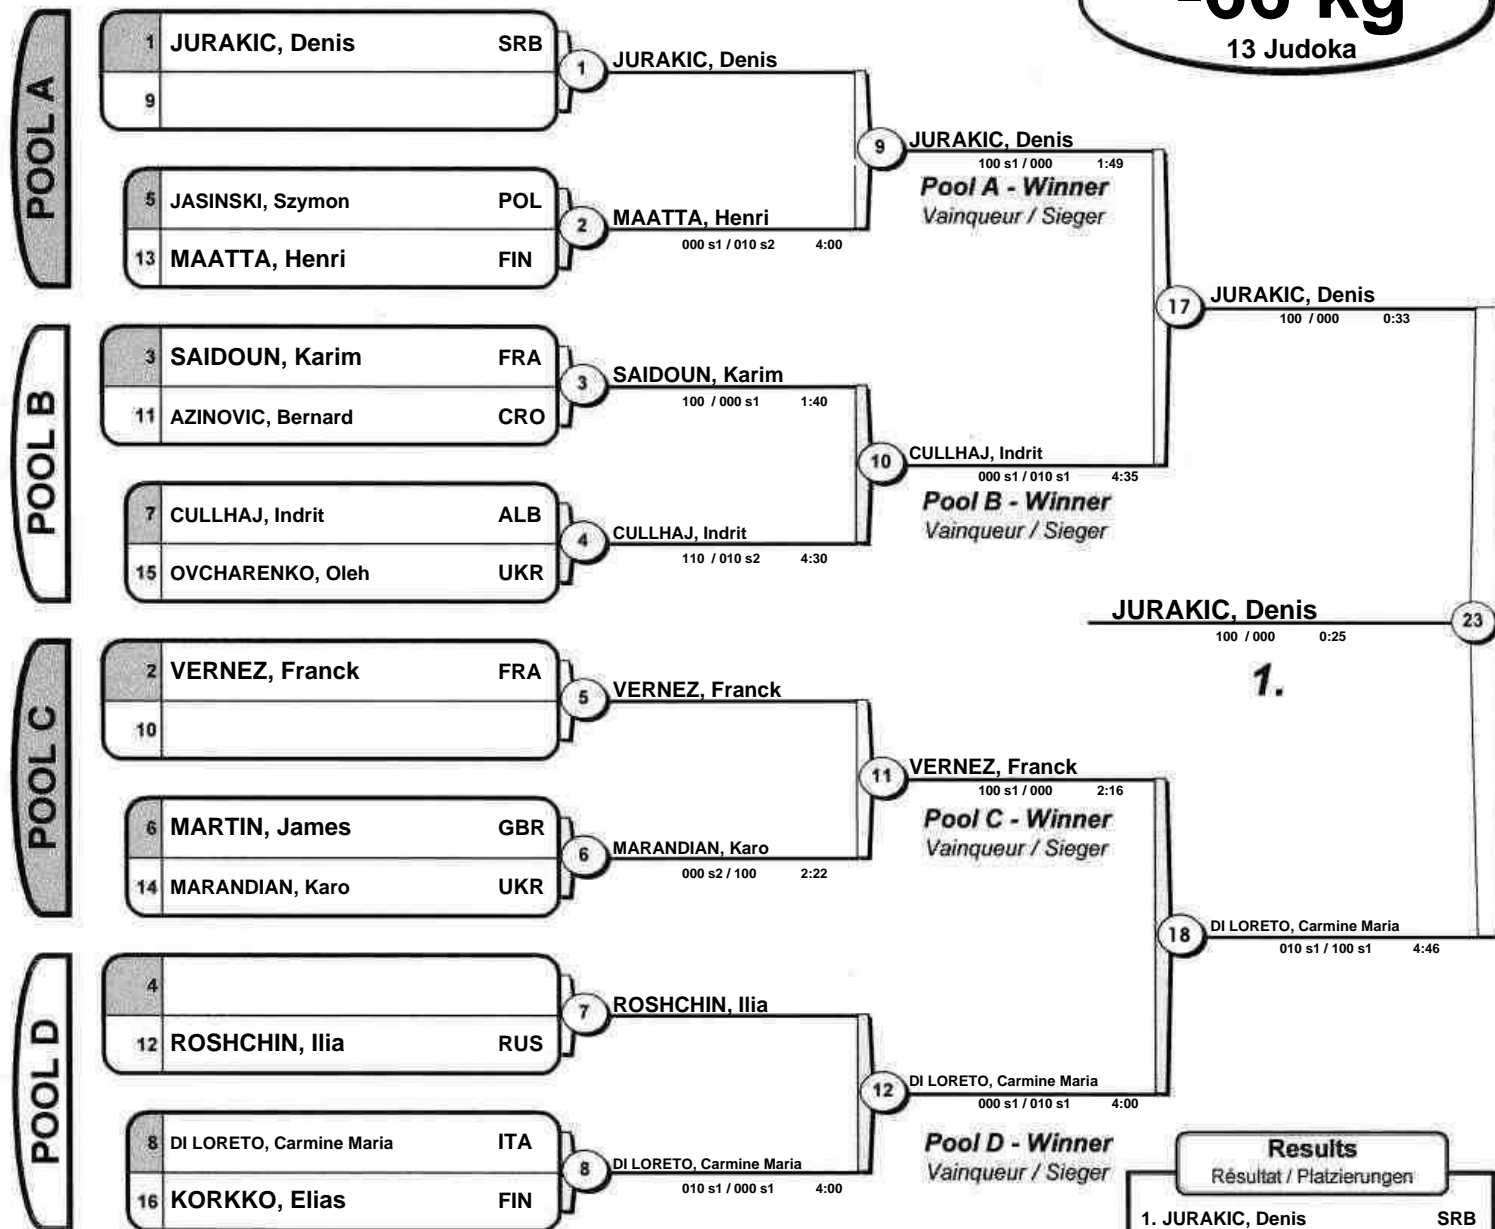 -66 kg
13 Judoka
POOL A
1 JURAKIC, Denis SRB
9
1 JURAKIC, Denis
5 JASINSKI, Szymon POL
13 MAATTA, Henri FIN
2 MAATTA, Henri
000 s1 / 010 s2 4:00
9 JURAKIC, Denis
100 s1 / 000 1:49
Pool A - Winner
Vainqueur / Sieger
POOL B
3 SAIDOUN, Karim FRA
11 AZINOVIC, Bernard CRO
3 SAIDOUN, Karim
100 / 000 s1 1:40
7 CULLHAJ, Indrit ALB
15 OVCHARENKO, Oleh UKR
4 CULLHAJ, Indrit
110 / 010 s2 4:30
10 CULLHAJ, Indrit
000 s1 / 010 s1 4:35
Pool B - Winner
Vainqueur / Sieger
17 JURAKIC, Denis
100 / 000 0:33
JURAKIC, Denis 23
100 / 000 0:25
1.
POOL C
2 VERNEZ, Franck FRA
10
5 VERNEZ, Franck
6 MARTIN, James GBR
14 MARANDIAN, Karo UKR
6 MARANDIAN, Karo
000 s2 / 100 2:22
11 VERNEZ, Franck
100 s1 / 000 2:16
Pool C - Winner
Vainqueur / Sieger
POOL D
4
12 ROSHCHIN, Ilia RUS
7 ROSHCHIN, Ilia
8 DI LORETO, Carmine Maria ITA
16 KORKKO, Elias FIN
8 DI LORETO, Carmine Maria
010 s1 / 000 s1 4:00
12 DI LORETO, Carmine Maria
000 s1 / 010 s1 4:00
Pool D - Winner
Vainqueur / Sieger
18 DI LORETO, Carmine Maria
010 s1 / 100 s1 4:46
Results
Résultat / Platzierungen
1. JURAKIC, Denis SRB